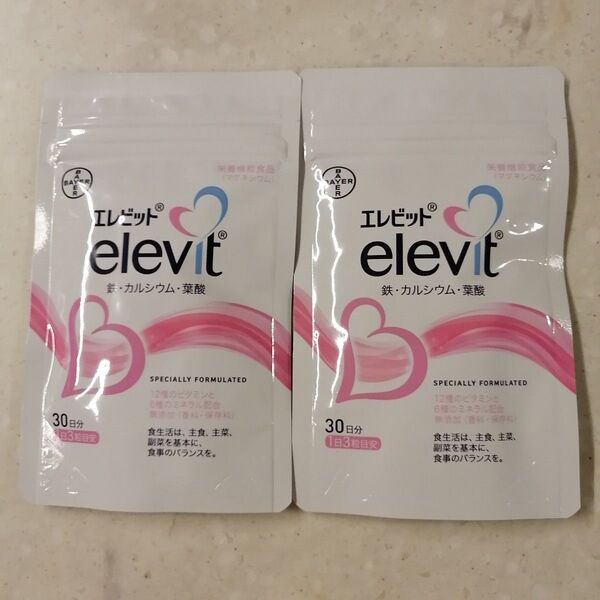 栄養機能食品
(マグネシウム)
BAYER
BAYER
エレビット®
elevit®
鉄・カルシウム・葉酸
SPECIALLY FORMULATED
12種のビタミンと
6種のミネラル配合
無添加(香料・保存料)
30日分
1日3粒目安
食生活は、主食、主菜、
副菜を基本に、
食事のバランスを。
栄養機能食品
(マグネシウム)
BAYER
BAYER
エレビット®
elevit®
鉄・カルシウム・葉酸
SPECIALLY FORMULATED
12種のビタミンと
6種のミネラル配合
無添加(香料・保存料)
30日分
1日3粒目安
食生活は、主食、主菜、
副菜を基本に、
食事のバランスを。